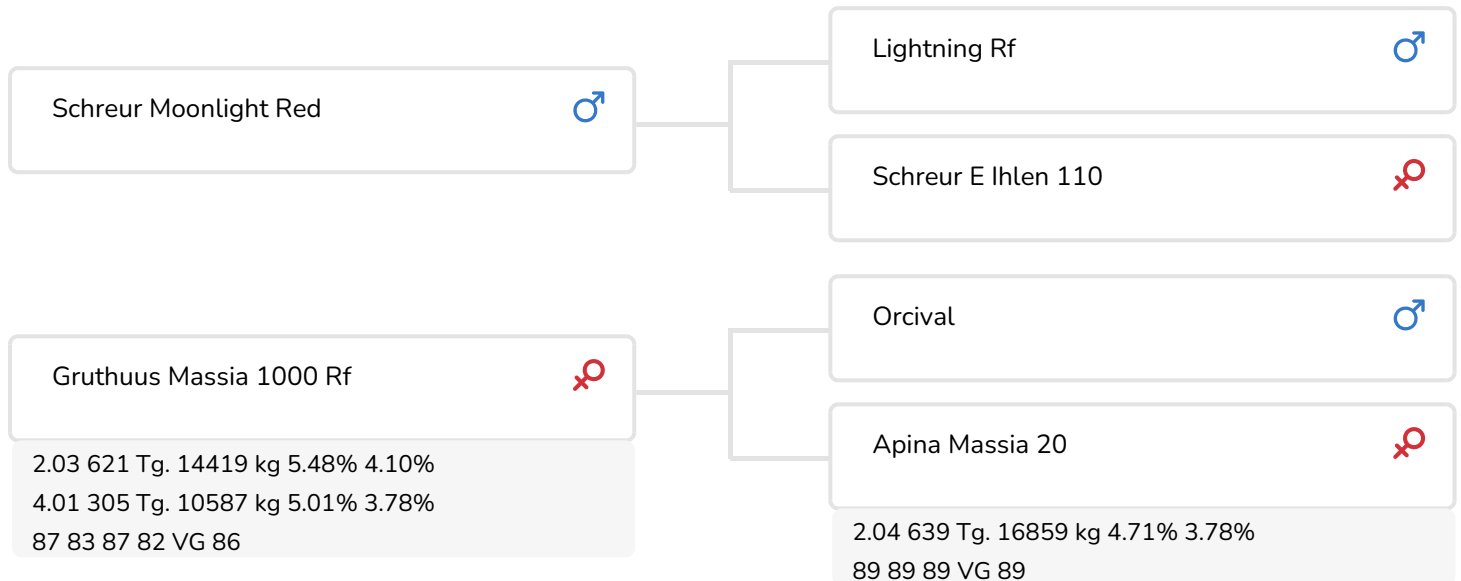 Schreur Moonlight Red
Lightning Rf
Schreur E Ihlen 110
Gruthuus Massia 1000 Rf
2.03 621 Tg. 14419 kg 5.48% 4.10%
4.01 305 Tg. 10587 kg 5.01% 3.78%
87 83 87 82 VG 86
Orcival
Apina Massia 20
2.04 639 Tg. 16859 kg 4.71% 3.78%
89 89 89 VG 89